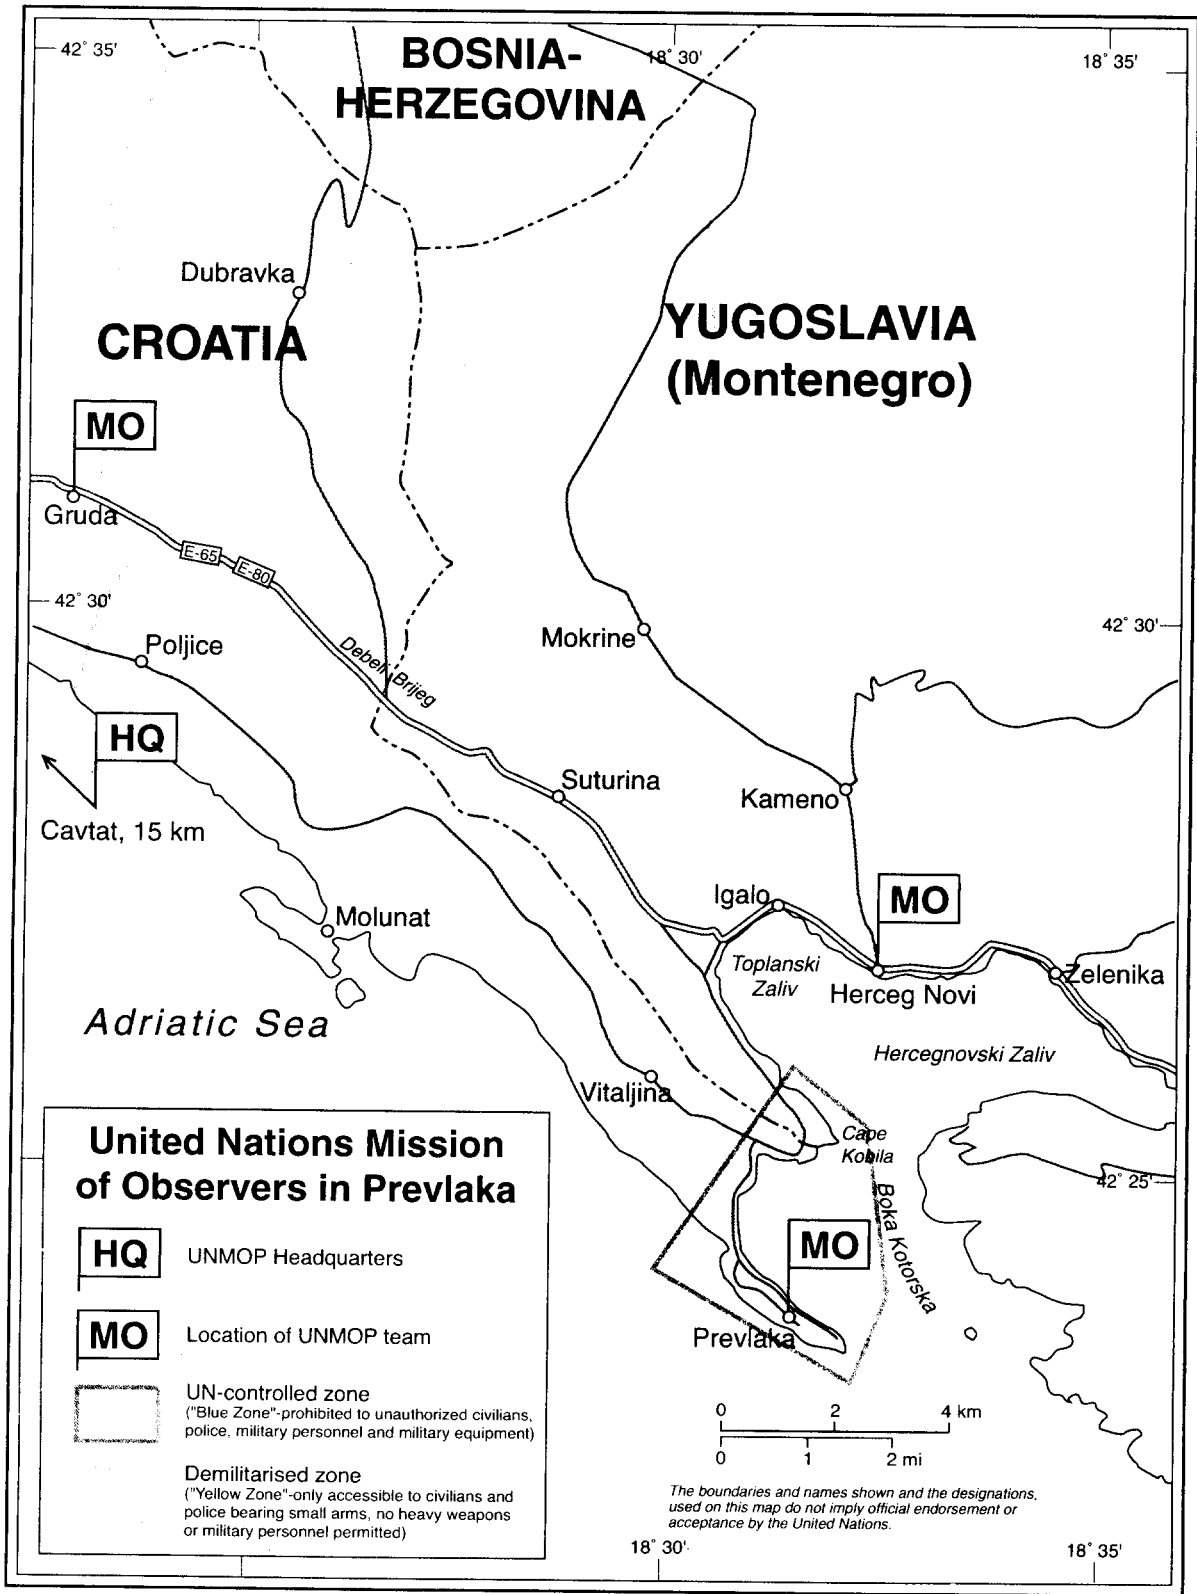 42° 35'
BOSNIA-
HERZEGOVINA
18° 30'
18° 35'
Dubravka
CROATIA
YUGOSLAVIA
(Montenegro)
MO
Gruda
E-65
E-80
42° 30'
Poljice
Debeli Brijeg
Mokrine
42° 30'
HQ
Cavtat, 15 km
Suturina
Kameno
Igalo
MO
Molunat
Toplanski
Zaliv
Herceg Novi
Zelenika
Adriatic Sea
Hercegnovski Zaliv
Vitaljina
Cape
Kobila
42° 25'
Boka Kotorska
MO
Prevlaka
United Nations Mission
of Observers in Prevlaka
HQ
UNMOP Headquarters
MO
Location of UNMOP team
UN-controlled zone
("Blue Zone"-prohibited to unauthorized civilians,
police, military personnel and military equipment)
Demilitarised zone
("Yellow Zone"-only accessible to civilians and
police bearing small arms, no heavy weapons
or military personnel permitted)
0 2 4 km
0 1 2 mi
The boundaries and names shown and the designations,
used on this map do not imply official endorsement or
acceptance by the United Nations.
18° 30'
18° 35'